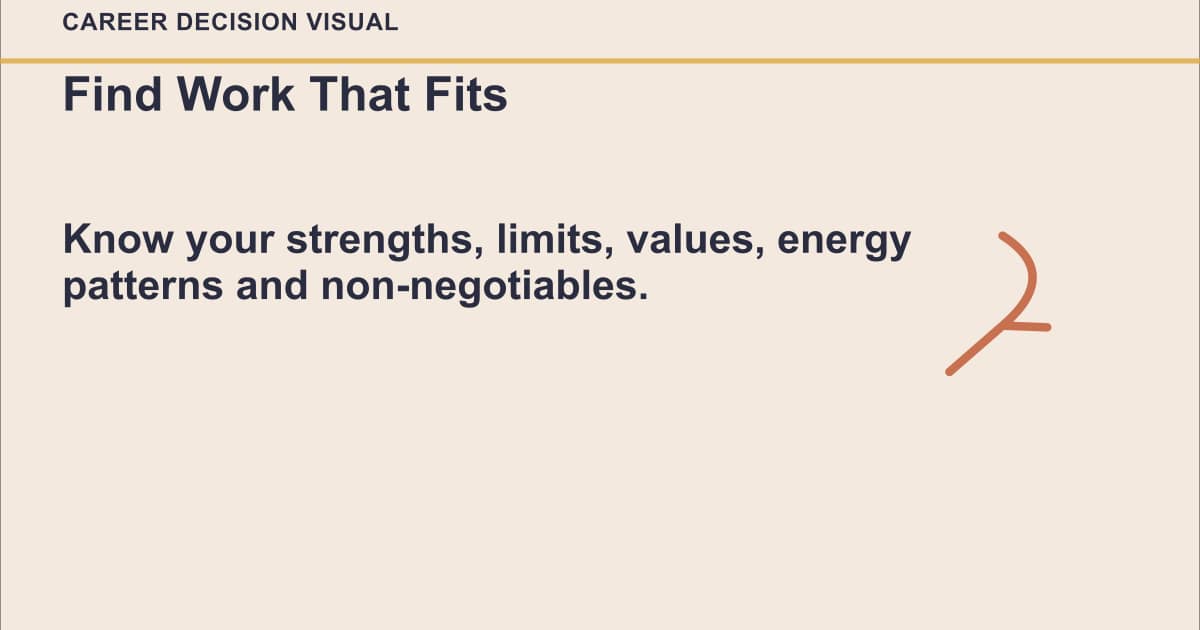 CAREER DECISION VISUAL
Find Work That Fits
Know your strengths, limits, values, energy
patterns and non-negotiables.